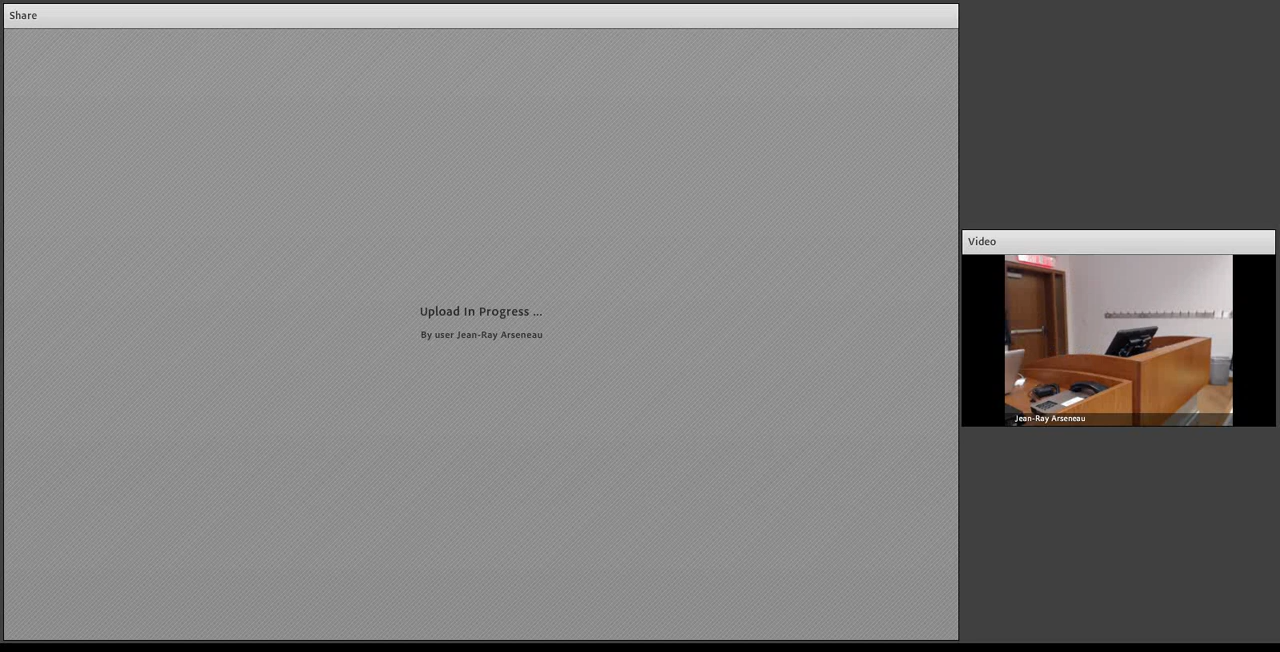 Share
Upload In Progress ...
By user Jean-Ray Arseneau
Video
Jean-Ray Arseneau